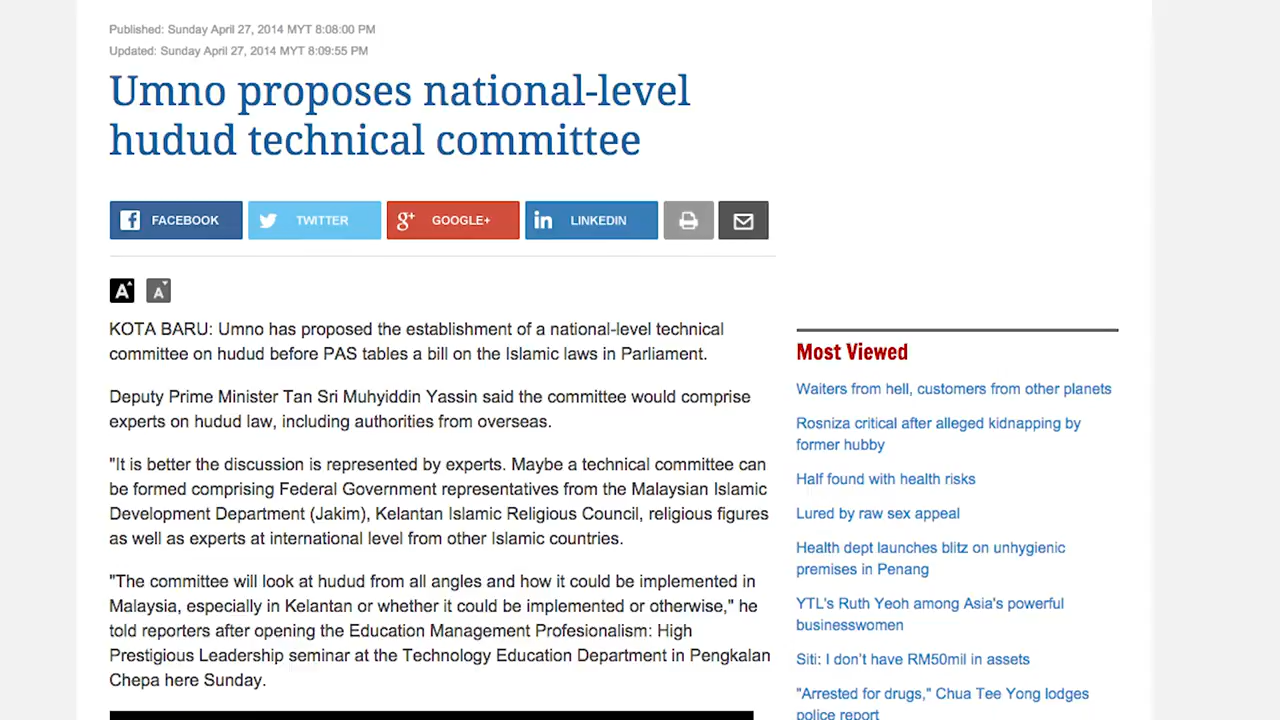 Published: Sunday April 27, 2014 MYT 8:08:00 PM
Updated: Sunday April 27, 2014 MYT 8:09:55 PM
Umno proposes national-level
hudud technical committee
FACEBOOK
TWITTER
GOOGLE+
LINKEDIN
KOTA BARU: Umno has proposed the establishment of a national-level technical
committee on hudud before PAS tables a bill on the Islamic laws in Parliament.
Deputy Prime Minister Tan Sri Muhyiddin Yassin said the committee would comprise
experts on hudud law, including authorities from overseas.
"It is better the discussion is represented by experts. Maybe a technical committee can
be formed comprising Federal Government representatives from the Malaysian Islamic
Development Department (Jakim), Kelantan Islamic Religious Council, religious figures
as well as experts at international level from other Islamic countries.
"The committee will look at hudud from all angles and how it could be implemented in
Malaysia, especially in Kelantan or whether it could be implemented or otherwise," he
told reporters after opening the Education Management Profesionalism: High
Prestigious Leadership seminar at the Technology Education Department in Pengkalan
Chepa here Sunday.
Most Viewed
Waiters from hell, customers from other planets
Rosniza critical after alleged kidnapping by
former hubby
Half found with health risks
Lured by raw sex appeal
Health dept launches blitz on unhygienic
premises in Penang
YTL's Ruth Yeoh among Asia's powerful
businesswomen
Siti: I don't have RM50mil in assets
"Arrested for drugs," Chua Tee Yong lodges
police report